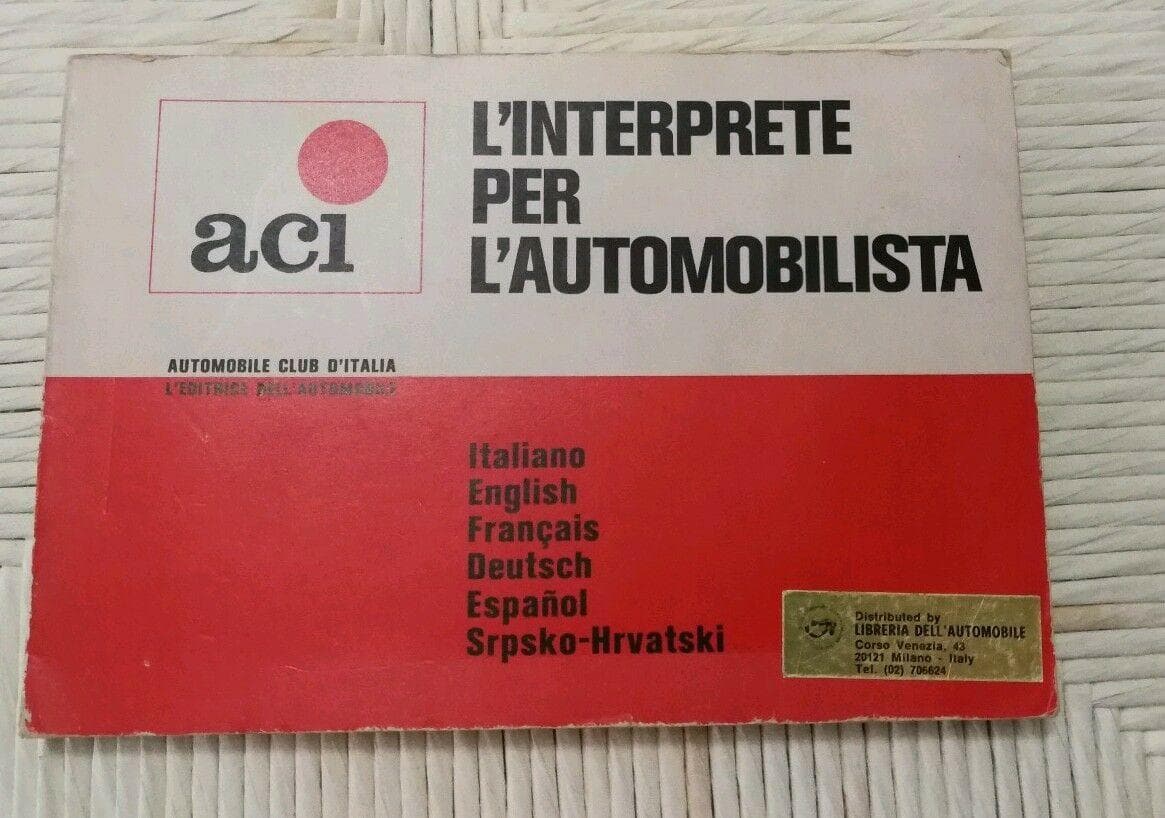 aci
L'INTERPRETE
PER
L'AUTOMOBILISTA
AUTOMOBILE CLUB D'ITALIA
L'EDITRICE DELL'AUTOMOBILE
Italiano
English
Français
Deutsch
Español
Srpsko-Hrvatski
Distributed by
LIBRERIA DELL'AUTOMOBILE
Corso Venezia, 43
20121 Milano - Italy
Tel. (02) 706624